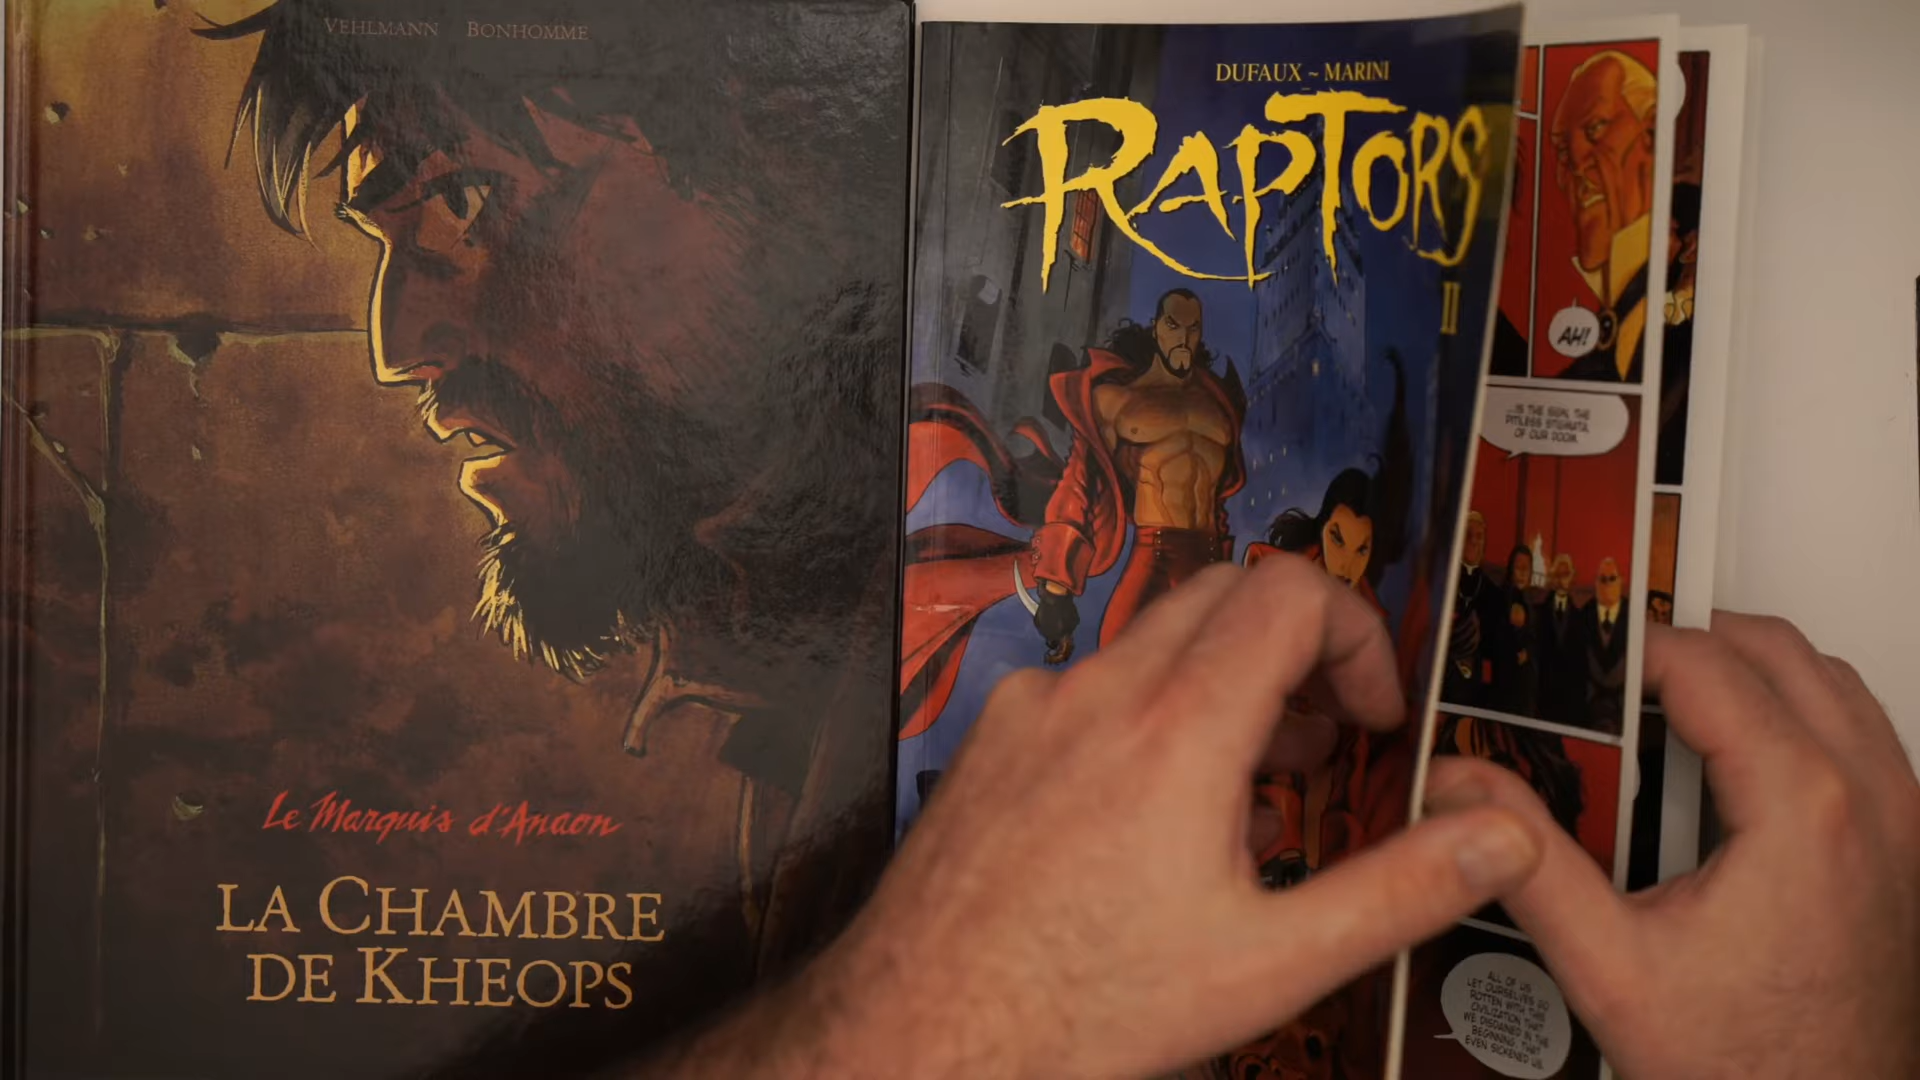 VEHLMANN BONHOMME
Le Marquis d'Anaon
LA CHAMBRE
DE KHEOPS
DUFAUX ~ MARINI
RAPTORS
II
AH!
...IS THE SIGN, THE
PITILESS STIGMATA,
OF OUR DOOM.
ALL OF US
LET OURSELVES GO
ROTTEN WITH THIS
CIVILIZATION THAT
WE DISDAINED IN THE
BEGINNING, THAT
EVEN SICKENED US.